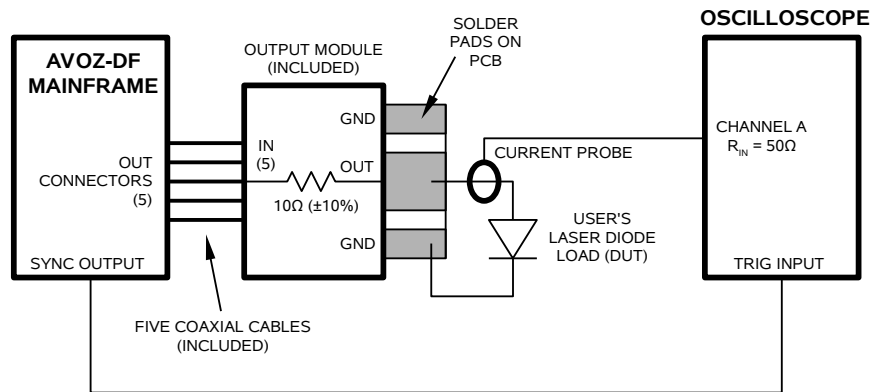 OSCILLOSCOPE
SOLDER
PADS ON
PCB
OUTPUT MODULE
(INCLUDED)
AVOZ-DF
MAINFRAME
GND
CHANNEL A
R_IN = 50Ω
IN
(5)
OUT
CURRENT PROBE
OUT
CONNECTORS
(5)
10Ω (±10%)
USER'S
LASER DIODE
LOAD (DUT)
GND
SYNC OUTPUT
TRIG INPUT
FIVE COAXIAL CABLES
(INCLUDED)